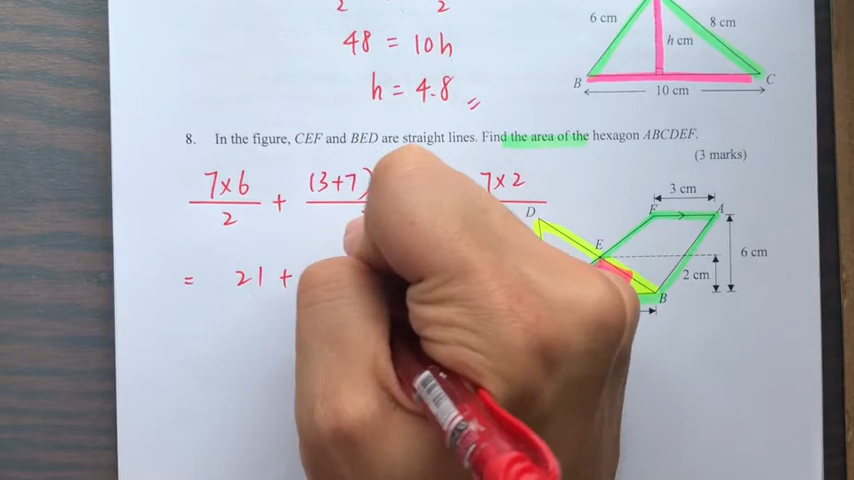 2 2
48 = 10h
h = 4.8
6 cm
8 cm
h cm
B
C
10 cm
8. In the figure, CEF and BED are straight lines. Find the area of the hexagon ABCDEF.
(3 marks)
7×6 + (3+7) 7×2
2
= 21 +
3 cm
D
F
A
E
6 cm
2 cm
B